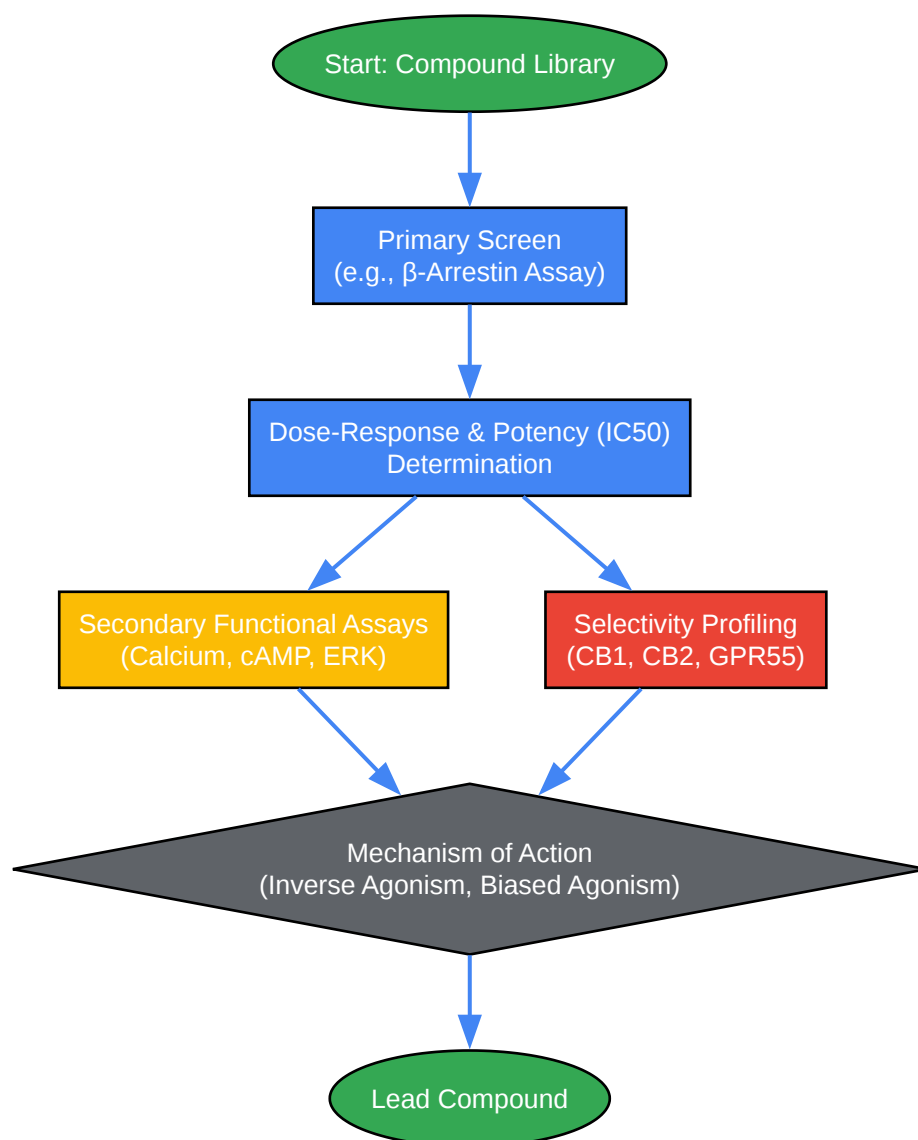 Start: Compound Library
Primary Screen
(e.g., β-Arrestin Assay)
Dose-Response & Potency (IC50)
Determination
Secondary Functional Assays
(Calcium, cAMP, ERK)
Selectivity Profiling
(CB1, CB2, GPR55)
Mechanism of Action
(Inverse Agonism, Biased Agonism)
Lead Compound